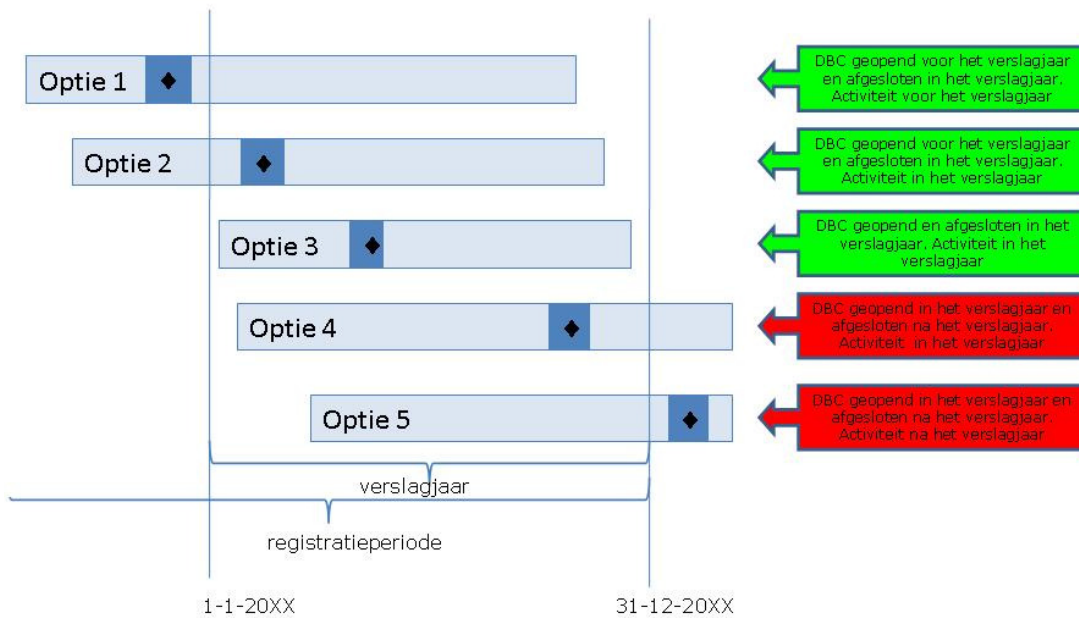 Optie 1
DBC geopend voor het verslagjaar
en afgesloten in het verslagjaar.
Activiteit voor het verslagjaar
Optie 2
DBC geopend voor het verslagjaar
en afgesloten in het verslagjaar.
Activiteit in het verslagjaar
Optie 3
DBC geopend en afgesloten in het
verslagjaar. Activiteit in het
verslagjaar
Optie 4
DBC geopend in het verslagjaar en
afgesloten na het verslagjaar.
Activiteit in het verslagjaar
Optie 5
DBC geopend in het verslagjaar en
afgesloten na het verslagjaar.
Activiteit na het verslagjaar
verslagjaar
registratieperiode
1-1-20XX
31-12-20XX